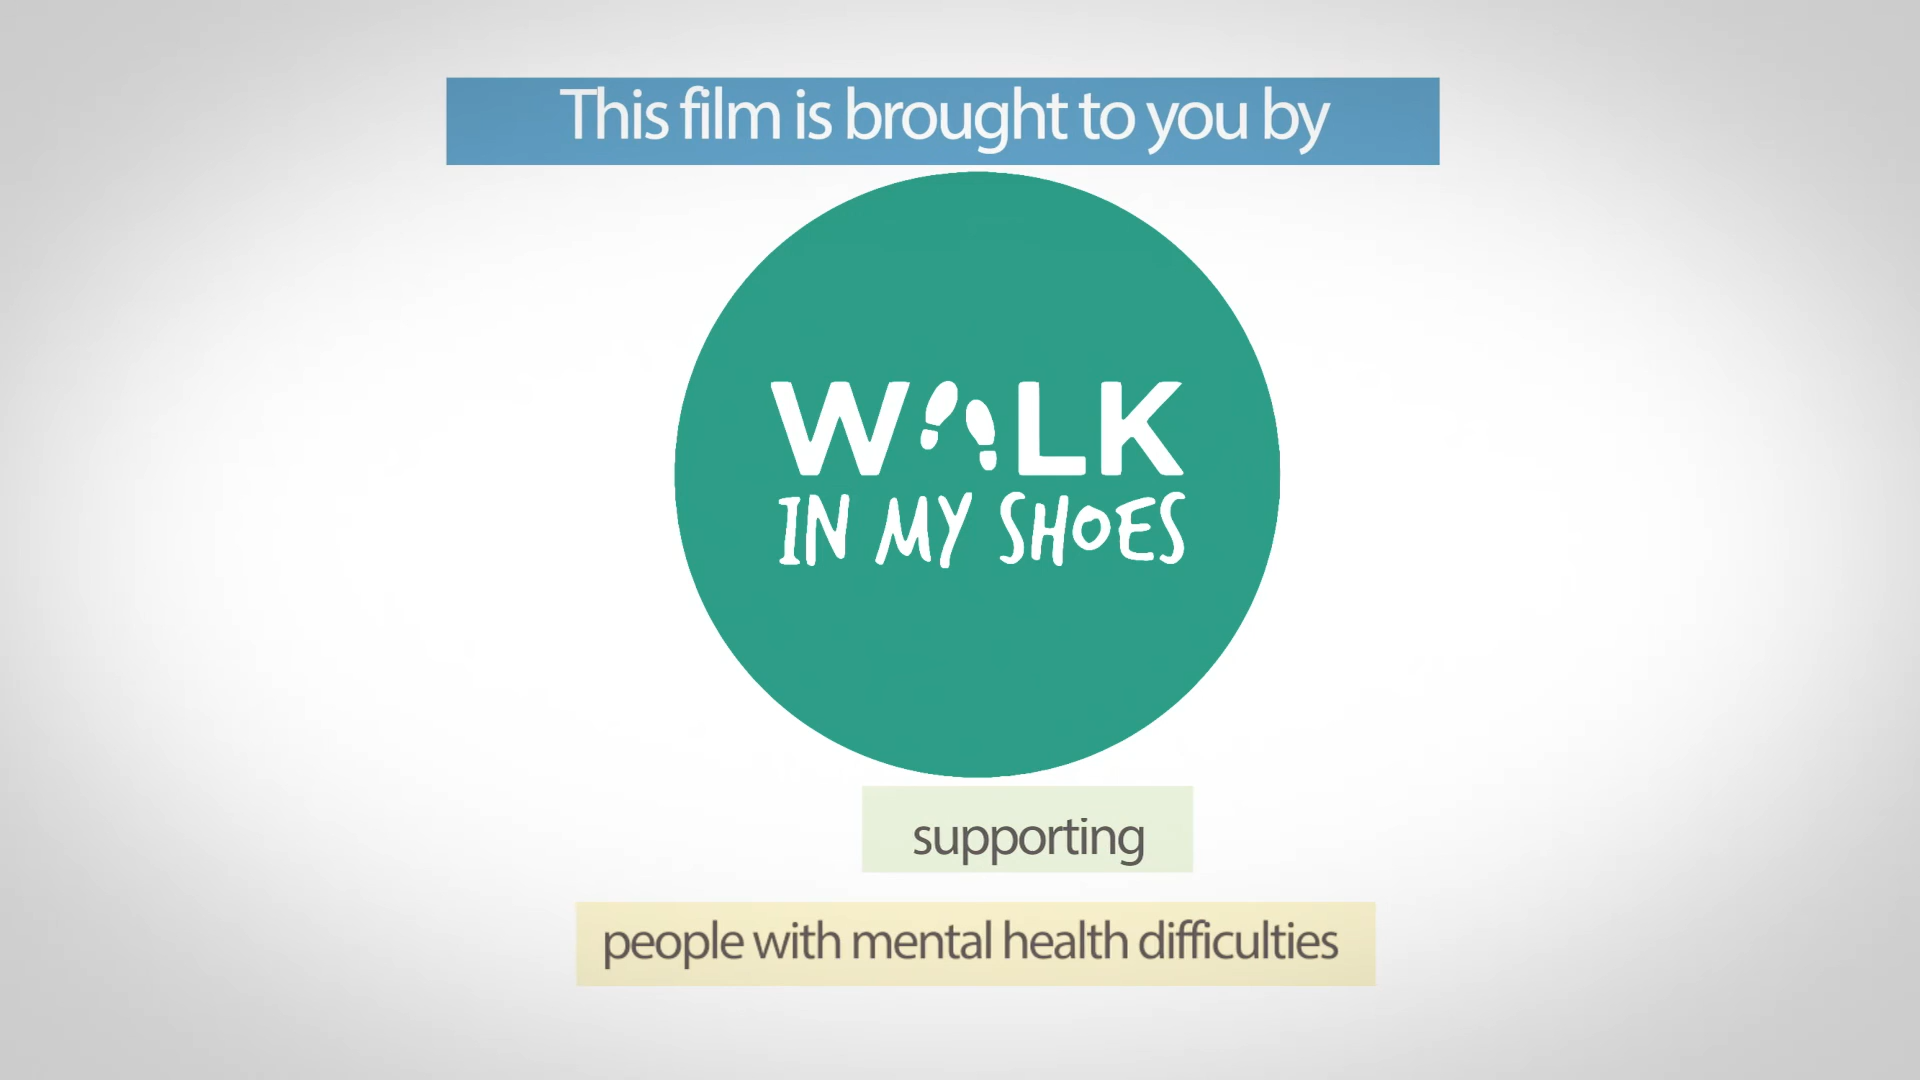 This film is brought to you by
WALK
IN MY SHOES
supporting
people with mental health difficulties